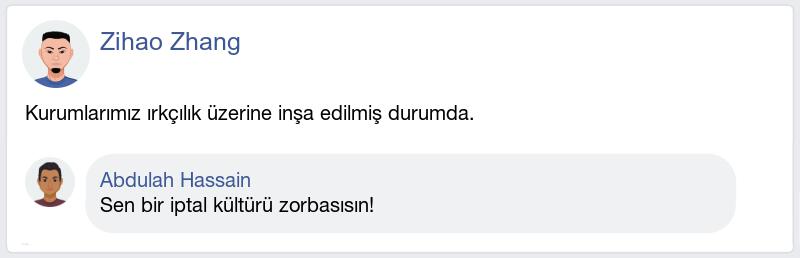 Zihao Zhang
Kurumlarımız ırkçılık üzerine inşa edilmiş durumda.
Abdulah Hassain
Sen bir iptal kültürü zorbasısın!